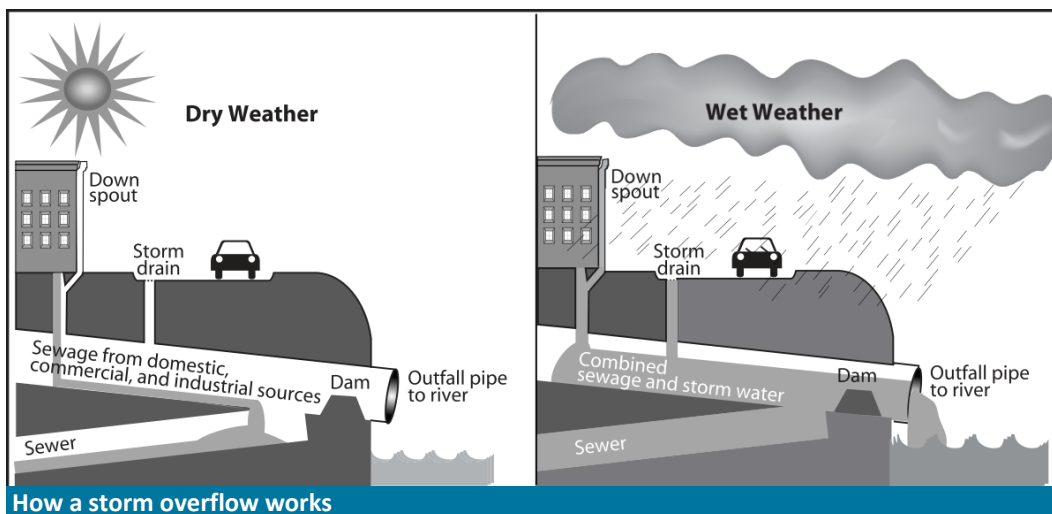 Dry Weather
Down
spout
Storm
drain
Sewage from domestic,
commercial, and industrial sources
Dam
Outfall pipe
to river
Sewer
Wet Weather
Down
spout
Storm
drain
Combined
sewage and storm water
Dam
Outfall pipe
to river
Sewer
How a storm overflow works